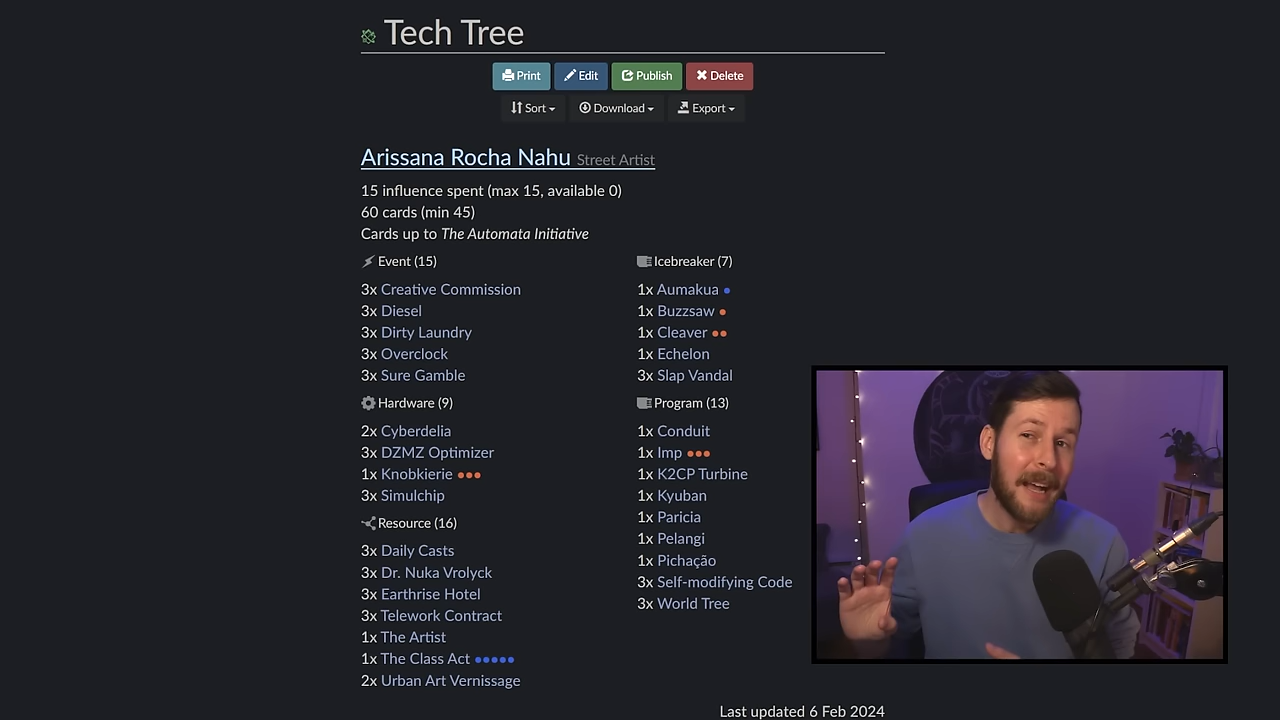 Tech Tree
Print Edit Publish Delete
Sort Download Export
Arissana Rocha Nahu Street Artist
15 influence spent (max 15, available 0)
60 cards (min 45)
Cards up to The Automata Initiative
Event (15)
3x Creative Commission
3x Diesel
3x Dirty Laundry
3x Overclock
3x Sure Gamble
Hardware (9)
2x Cyberdelia
3x DZMZ Optimizer
1x Knobkierie
3x Simulchip
Resource (16)
3x Daily Casts
3x Dr. Nuka Vrolyck
3x Earthrise Hotel
3x Telework Contract
1x The Artist
1x The Class Act
2x Urban Art Vernissage
Icebreaker (7)
1x Aumakua
1x Buzzsaw
1x Cleaver
1x Echelon
3x Slap Vandal
Program (13)
1x Conduit
1x Imp
1x K2CP Turbine
1x Kyuban
1x Paricia
1x Pelangi
1x Pichação
3x Self-modifying Code
3x World Tree
Last updated 6 Feb 2024